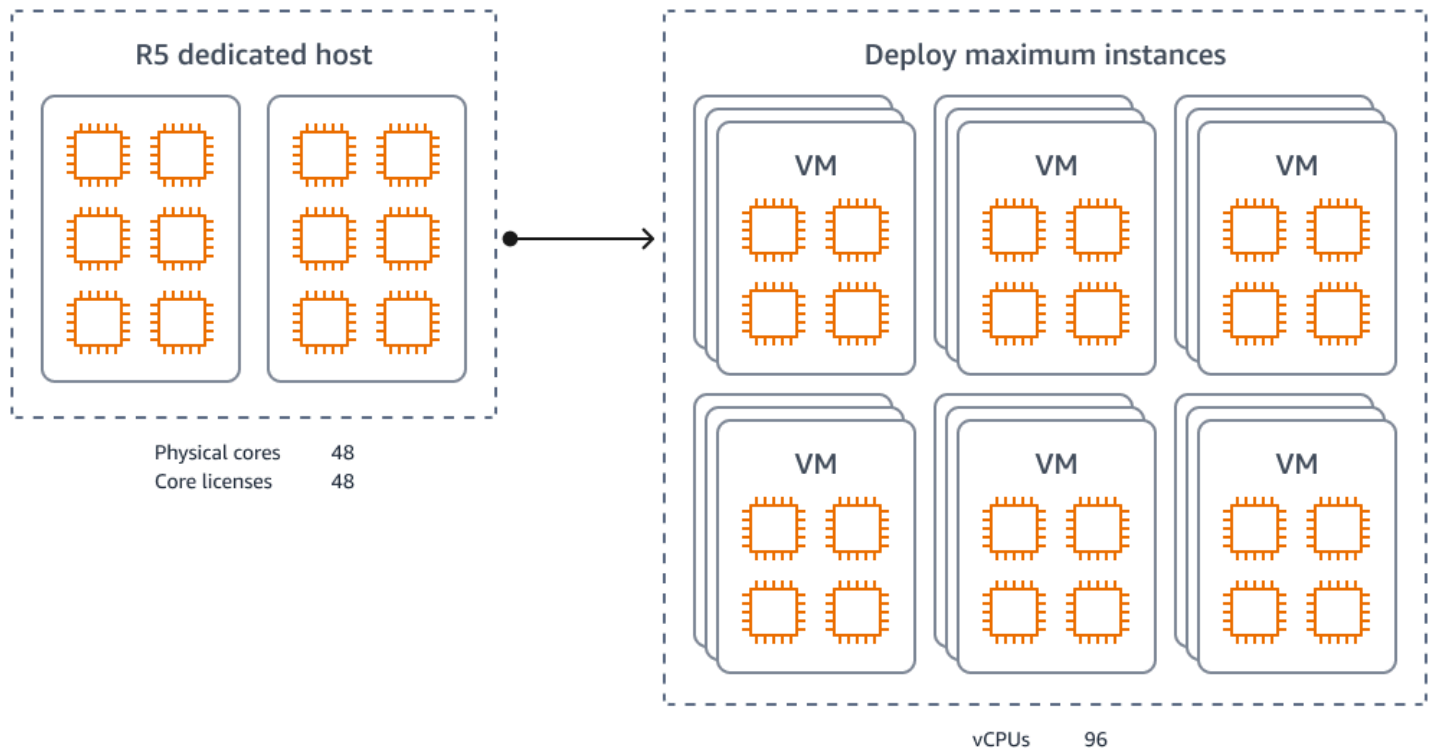 R5 dedicated host
Physical cores 48
Core licenses 48
Deploy maximum instances
VM
VM
VM
VM
VM
VM
vCPUs 96